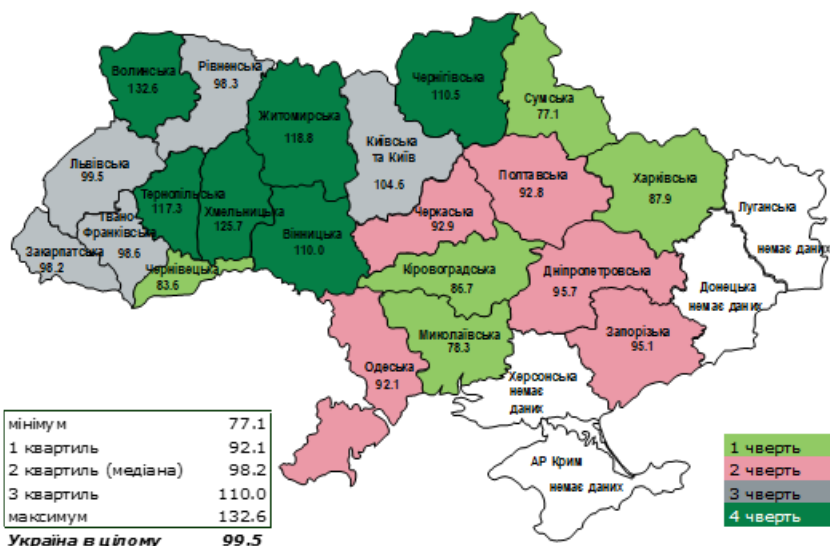 Волинська
132.6
Рівненська
98.3
Житомирська
118.8
Київська
та Київ
104.6
Чернігівська
110.5
Сумська
77.1
Львівська
99.5
Тернопільська
117.3
Хмельницька
125.7
Вінницька
110.0
Івано-
Франківська
98.6
Закарпатська
98.2
Чернівецька
83.6
Черкаська
92.9
Полтавська
92.8
Харківська
87.9
Луганська
немає даних
Донецька
немає даних
Кіровоградська
86.7
Дніпропетровська
95.7
Запорізька
95.1
Миколаївська
78.3
Одеська
92.1
Херсонська
немає
даних
АР Крим
немає даних
мінімум 77.1
1 квартиль 92.1
2 квартиль (медіана) 98.2
3 квартиль 110.0
максимум 132.6
Україна в цілому 99.5
1 чверть
2 чверть
3 чверть
4 чверть